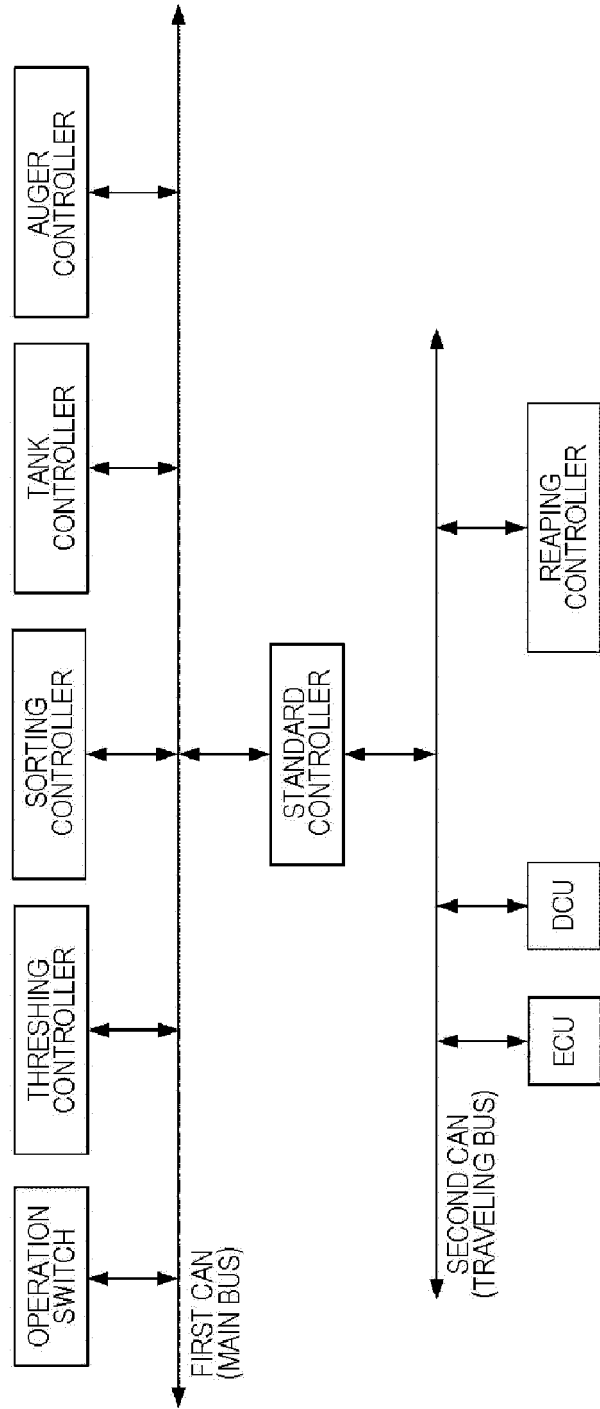 OPERATION
SWITCH
THRESHING
CONTROLLER
SORTING
CONTROLLER
TANK
CONTROLLER
AUGER
CONTROLLER
FIRST CAN
(MAIN BUS)
STANDARD
CONTROLLER
SECOND CAN
(TRAVELING BUS)
ECU
DCU
REAPING
CONTROLLER